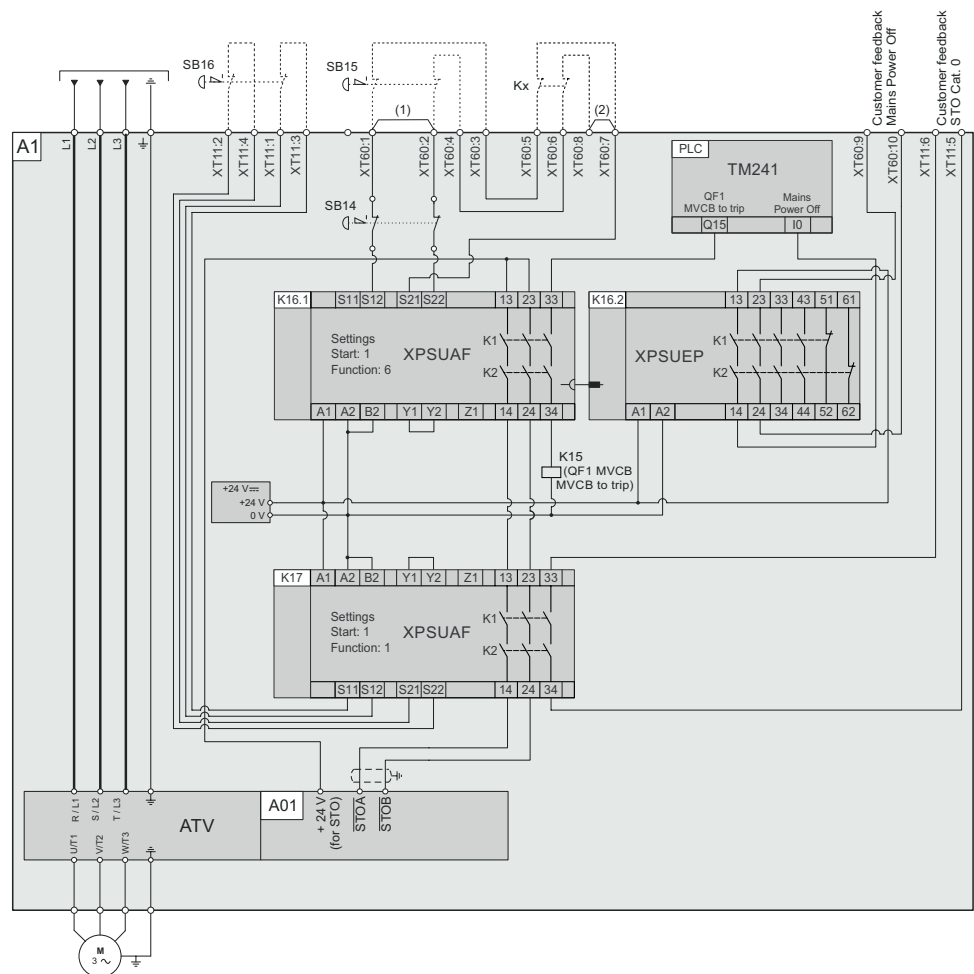 SB16
SB15
Kx
(1)
(2)
Customer feedback
Mains Power Off
Customer feedback
STO Cat. 0
A1
L1
L2
L3
XT11:2
XT11:4
XT11:1
XT11:3
XT60:1
XT60:2
XT60:4
XT60:3
XT60:5
XT60:6
XT60:8
XT60:7
XT60:9
XT60:10
XT11:6
XT11:5
PLC
TM241
QF1
MVCB to trip
Mains
Power Off
Q15
I0
SB14
K16.1
S11 S12 S21 S22 13 23 33
Settings
Start: 1
Function: 6
XPSUAF
K1
K2
A1 A2 B2 Y1 Y2 Z1 14 24 34
K16.2
13 23 33 43 51 61
XPSUEP
K1
K2
A1 A2 14 24 34 44 52 62
K15
(QF1 MVCB
MVCB to trip)
+24 V
+24 V
0 V
K17
A1 A2 B2 Y1 Y2 Z1 13 23 33
Settings
Start: 1
Function: 1
XPSUAF
K1
K2
S11 S12 S21 S22 14 24 34
R / L1
S / L2
T / L3
U/T1
V/T2
W/T3
ATV
A01
+ 24 V
(for STO)
STOA
STOB
M
3 ~